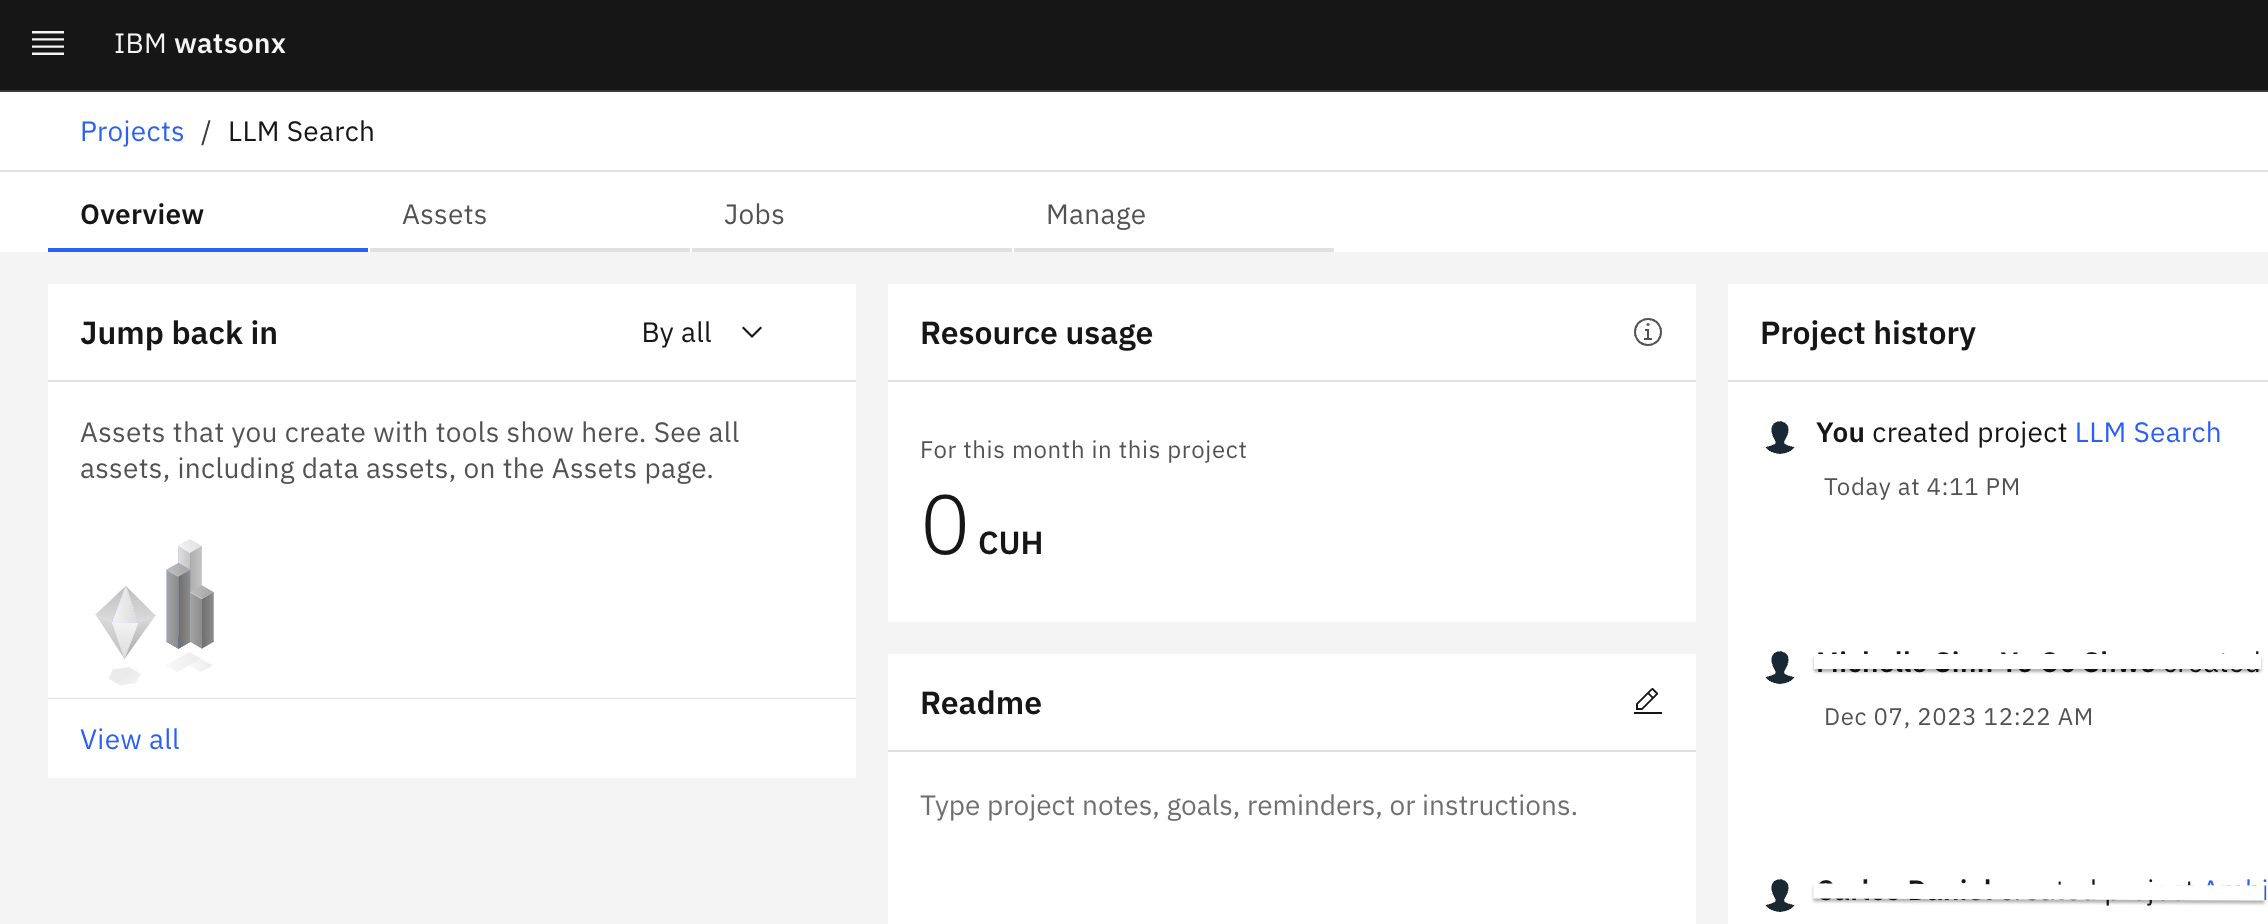 IBM watsonx
Projects / LLM Search
Overview
Assets
Jobs
Manage
Jump back in
By all
Assets that you create with tools show here. See all
assets, including data assets, on the Assets page.
View all
Resource usage
For this month in this project
0 CUH
Readme
Type project notes, goals, reminders, or instructions.
Project history
You created project LLM Search
Today at 4:11 PM
created
Dec 07, 2023 12:22 AM
created project